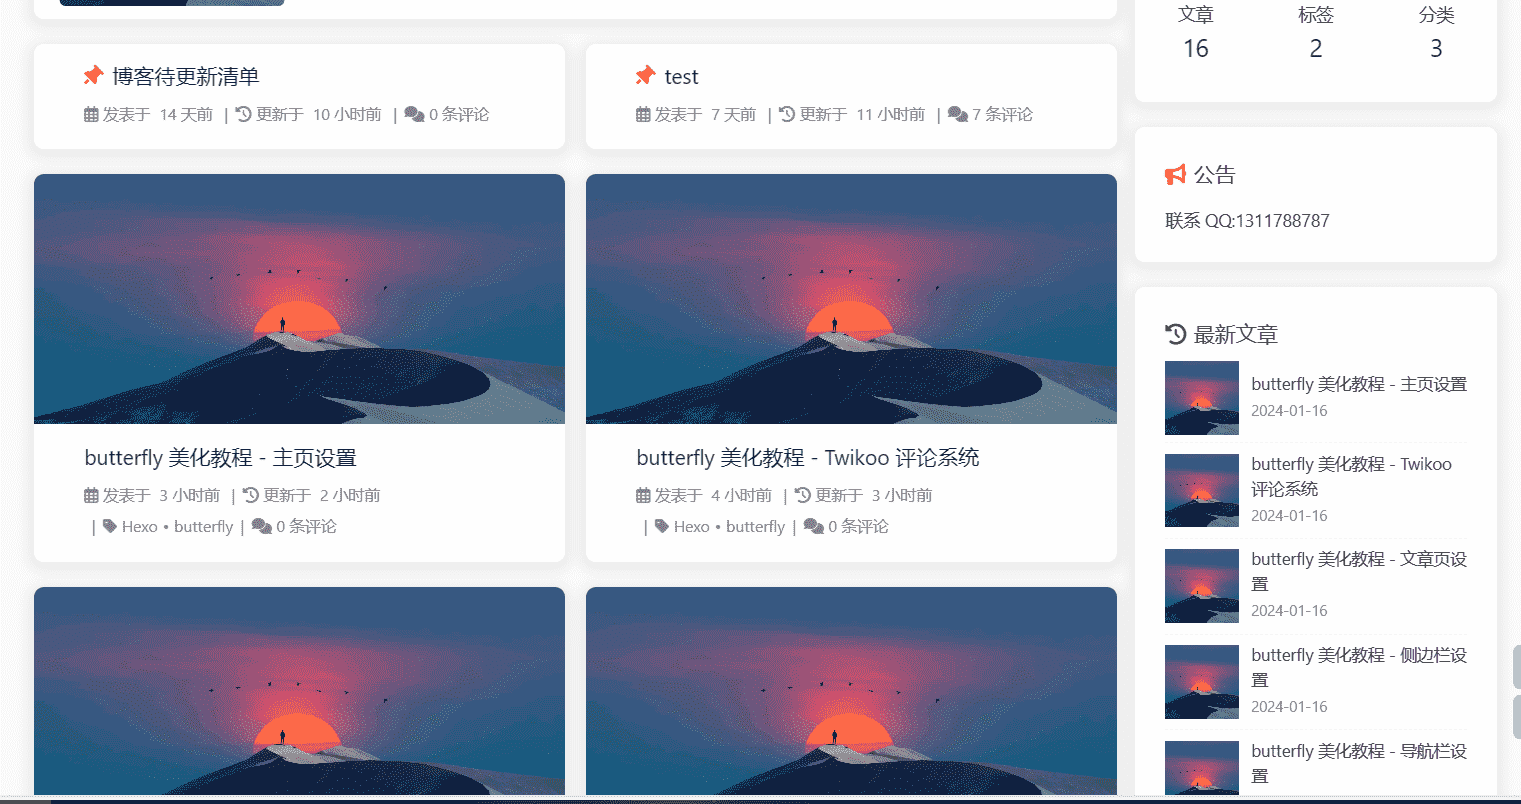 博客待更新清单
发表于 14 天前 | 更新于 10 小时前 | 0 条评论
test
发表于 7 天前 | 更新于 11 小时前 | 7 条评论
butterfly 美化教程 - 主页设置
发表于 3 小时前 | 更新于 2 小时前
| Hexo • butterfly | 0 条评论
butterfly 美化教程 - Twikoo 评论系统
发表于 4 小时前 | 更新于 3 小时前
| Hexo • butterfly | 0 条评论
文章 标签 分类
16 2 3
公告
联系 QQ:1311788787
最新文章
butterfly 美化教程 - 主页设置
2024-01-16
butterfly 美化教程 - Twikoo
评论系统
2024-01-16
butterfly 美化教程 - 文章页设
置
2024-01-16
butterfly 美化教程 - 侧边栏设
置
2024-01-16
butterfly 美化教程 - 导航栏设
置